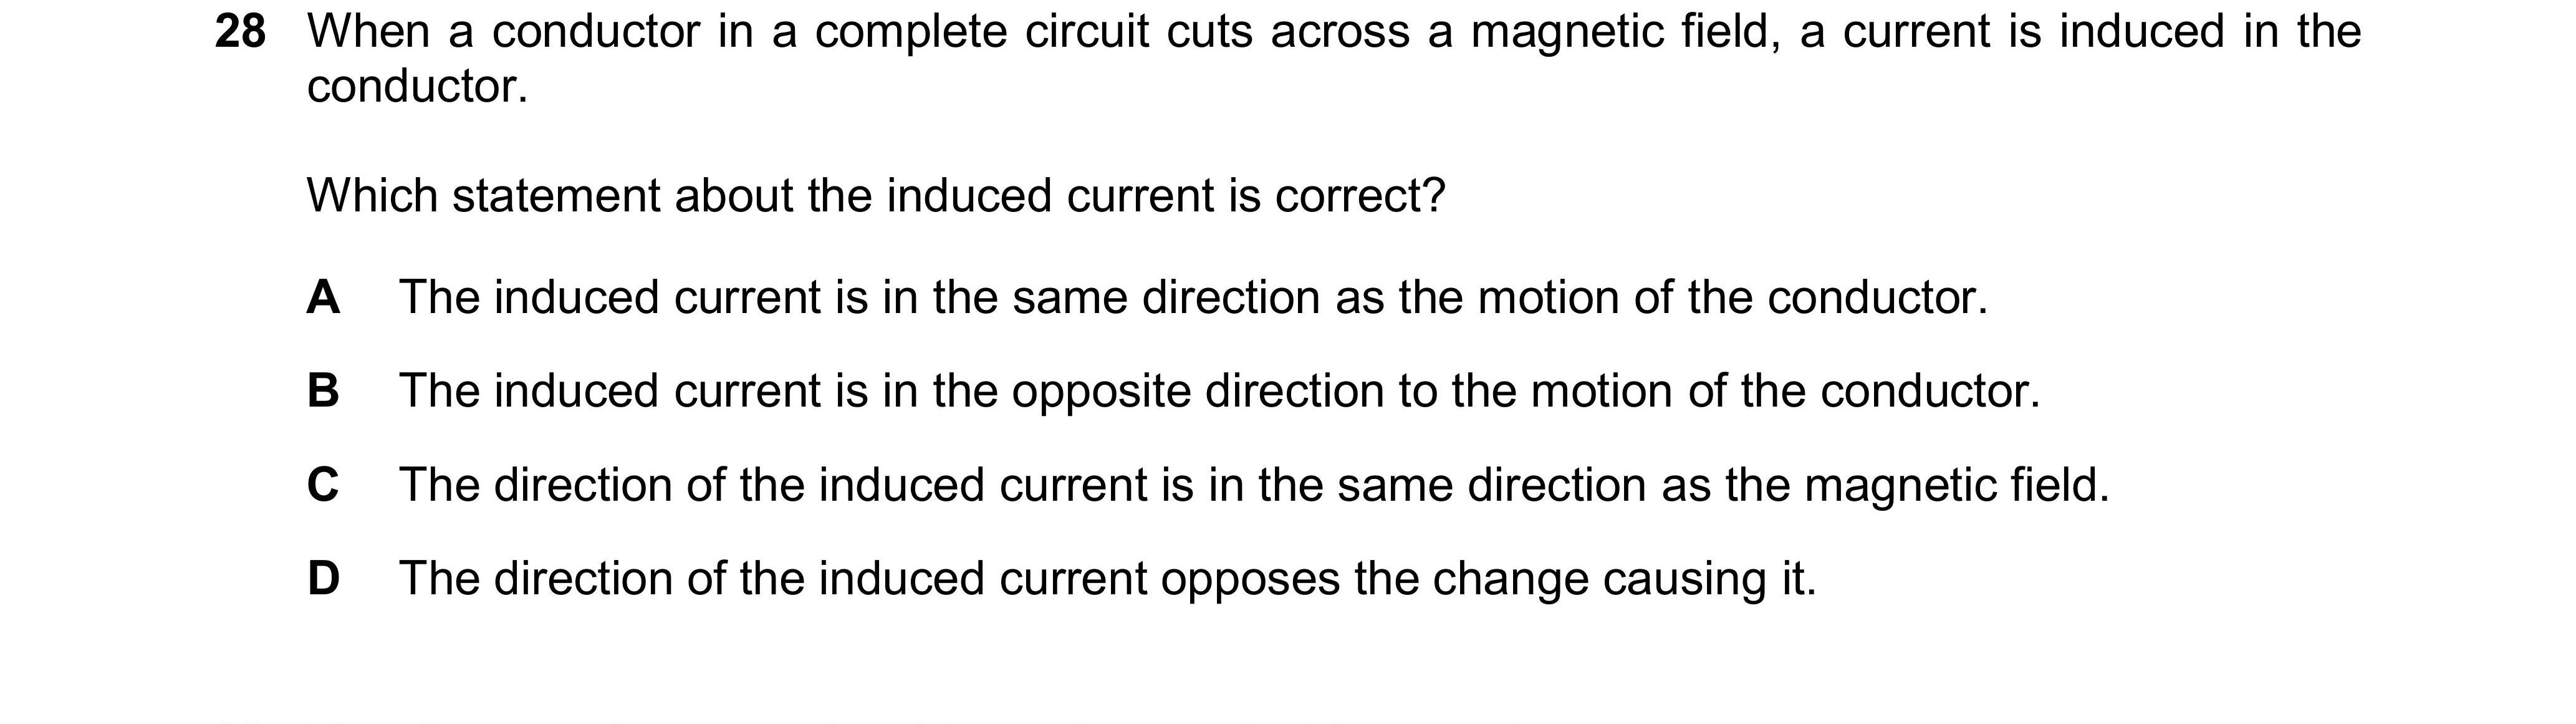 28 When a conductor in a complete circuit cuts across a magnetic field, a current is induced in the
conductor.
Which statement about the induced current is correct?
A The induced current is in the same direction as the motion of the conductor.
B The induced current is in the opposite direction to the motion of the conductor.
C The direction of the induced current is in the same direction as the magnetic field.
D The direction of the induced current opposes the change causing it.